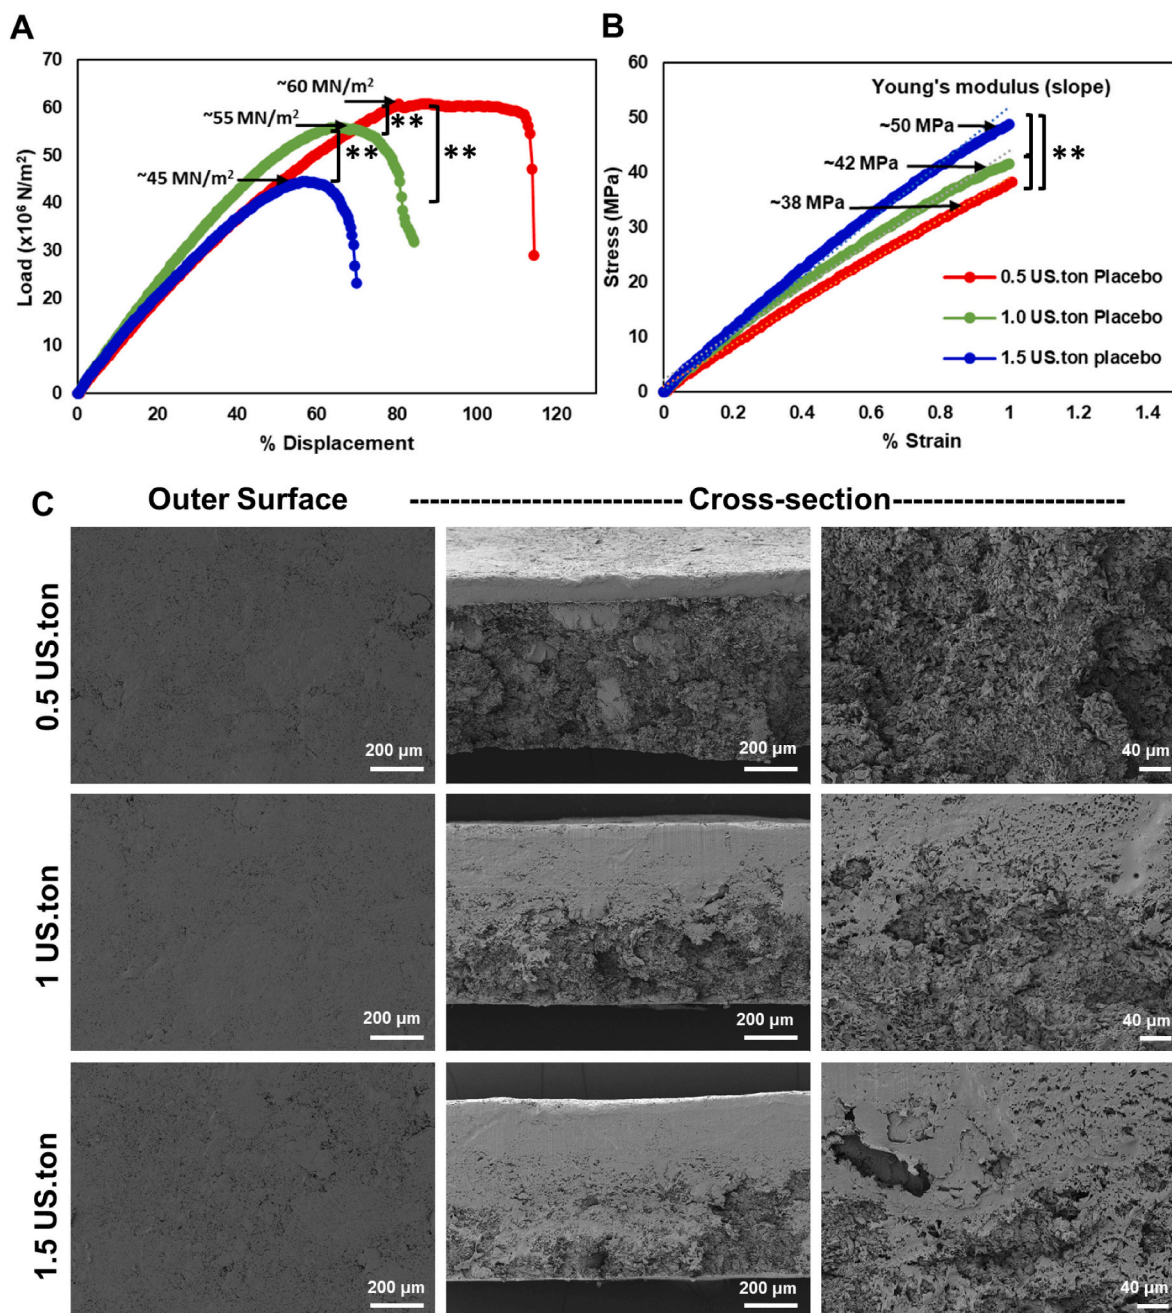 A
70
60
50
40
30
20
10
0
0
20
40
60
80
100
120
Load (x10⁶ N/m²)
% Displacement
~60 MN/m²
~55 MN/m²
~45 MN/m²
**
**
**
B
60
50
40
30
20
10
0
0
0.2
0.4
0.6
0.8
1
1.2
1.4
Stress (MPa)
% Strain
Young's modulus (slope)
~50 MPa
~42 MPa
~38 MPa
**
0.5 US.ton Placebo
1.0 US.ton Placebo
1.5 US.ton placebo
C
Outer Surface
----------------------- Cross-section-------------------
0.5 US.ton
200 µm
200 µm
40 µm
1 US.ton
200 µm
200 µm
40 µm
1.5 US.ton
200 µm
200 µm
40 µm